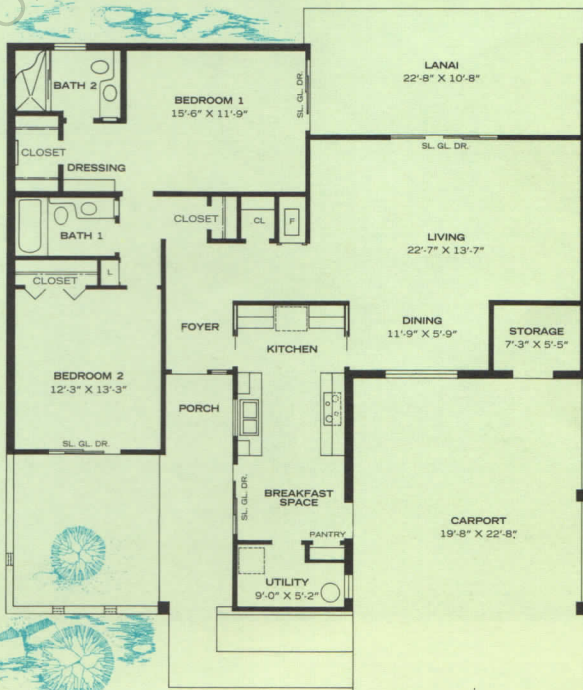 LANAI
22'-8" X 10'-8"
SL. GL. DR.
BATH 2
BEDROOM 1
15'-6" X 11'-9"
SL. GL. DR.
CLOSET
DRESSING
CLOSET
CL
F
BATH 1
LIVING
22'-7" X 13'-7"
CLOSET
L
FOYER
KITCHEN
DINING
11'-9" X 5'-9"
STORAGE
7'-3" X 5'-5"
BEDROOM 2
12'-3" X 13'-3"
PORCH
SL. GL. DR.
SL. GL. DR.
BREAKFAST
SPACE
PANTRY
CARPORT
19'-8" X 22'-8"
UTILITY
9'-0" X 5'-2"